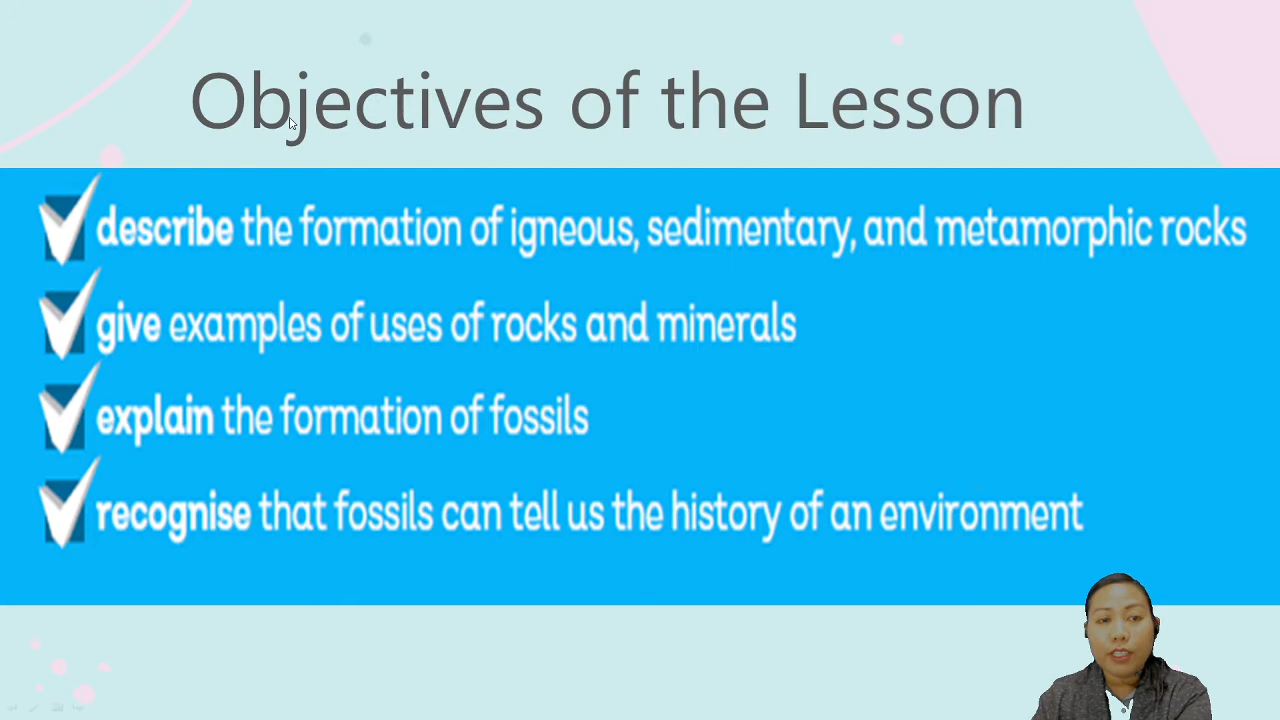 Objectives of the Lesson
describe the formation of igneous, sedimentary, and metamorphic rocks
give examples of uses of rocks and minerals
explain the formation of fossils
recognise that fossils can tell us the history of an environment